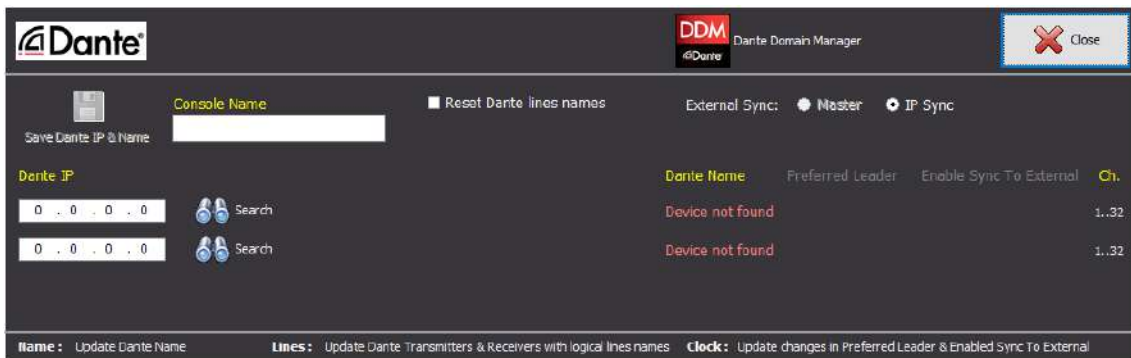 Dante®
DDM
Dante
Dante Domain Manager
Close
Save Dante IP & Name
Console Name
Reset Dante lines names
External Sync: Master IP Sync
Dante IP
Dante Name Preferred Leader Enable Sync To External Ch.
0 . 0 . 0 . 0 Search Device not found 1..32
0 . 0 . 0 . 0 Search Device not found 1..32
Name : Update Dante Name Lines : Update Dante Transmitters & Receivers with logical lines names Clock : Update changes in Preferred Leader & Enabled Sync To External